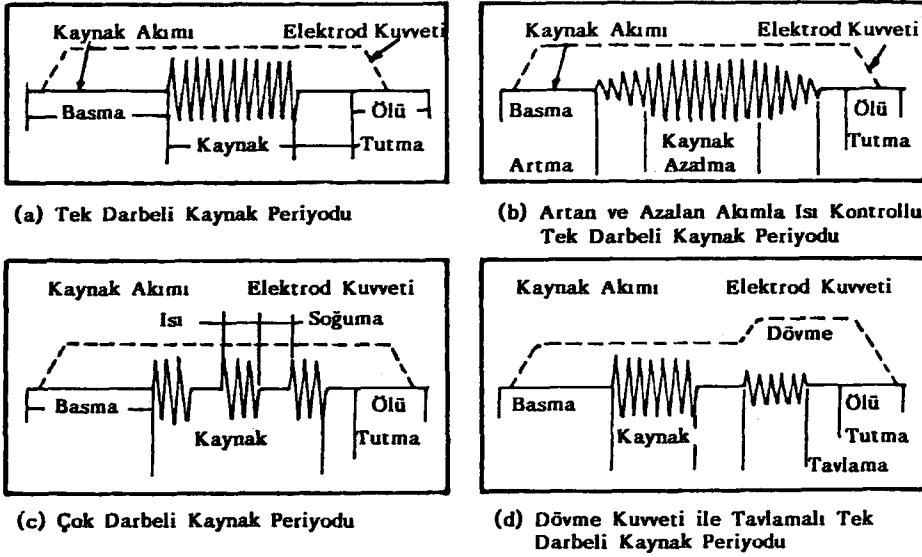 Kaynak Akımı Elektrod Kuvveti
Basma Ölü
Kaynak Tutma
(a) Tek Darbeli Kaynak Periyodu
Kaynak Akımı Elektrod Kuvveti
Basma Ölü
Kaynak Tutma
Artma Azalma
(b) Artan ve Azalan Akımla Isı Kontrollu
Tek Darbeli Kaynak Periyodu
Kaynak Akımı Elektrod Kuvveti
Isı Soğuma
Basma Ölü
Kaynak Tutma
(c) Çok Darbeli Kaynak Periyodu
Kaynak Akımı Elektrod Kuvveti
Dövme
Basma Ölü
Kaynak Tutma
Tavlama
(d) Dövme Kuvveti ile Tavlamalı Tek
Darbeli Kaynak Periyodu